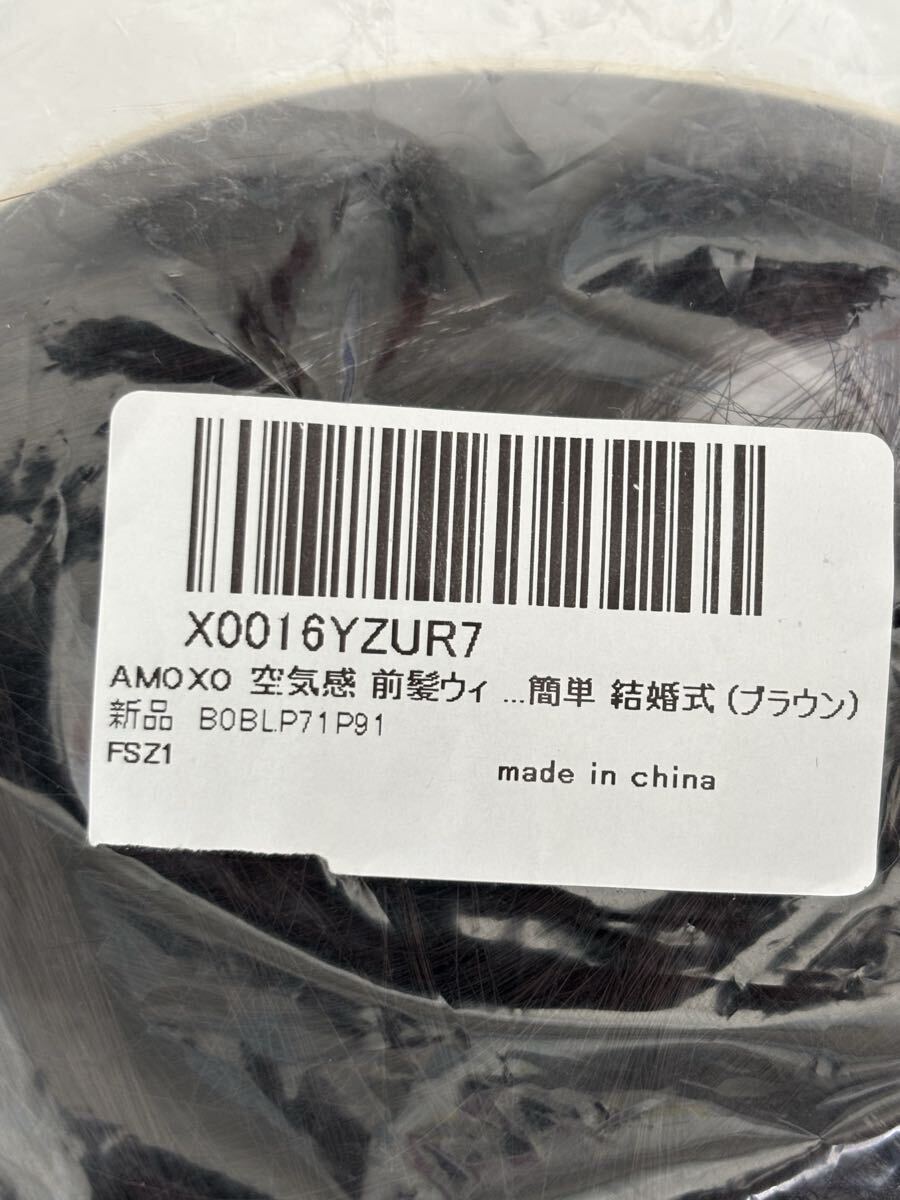 X0016YZUR7
AMOXO 空気感 前髪ウィ ...簡単 結婚式 (ブラウン)
新品 B0BLP71P91
FSZ1
made in china